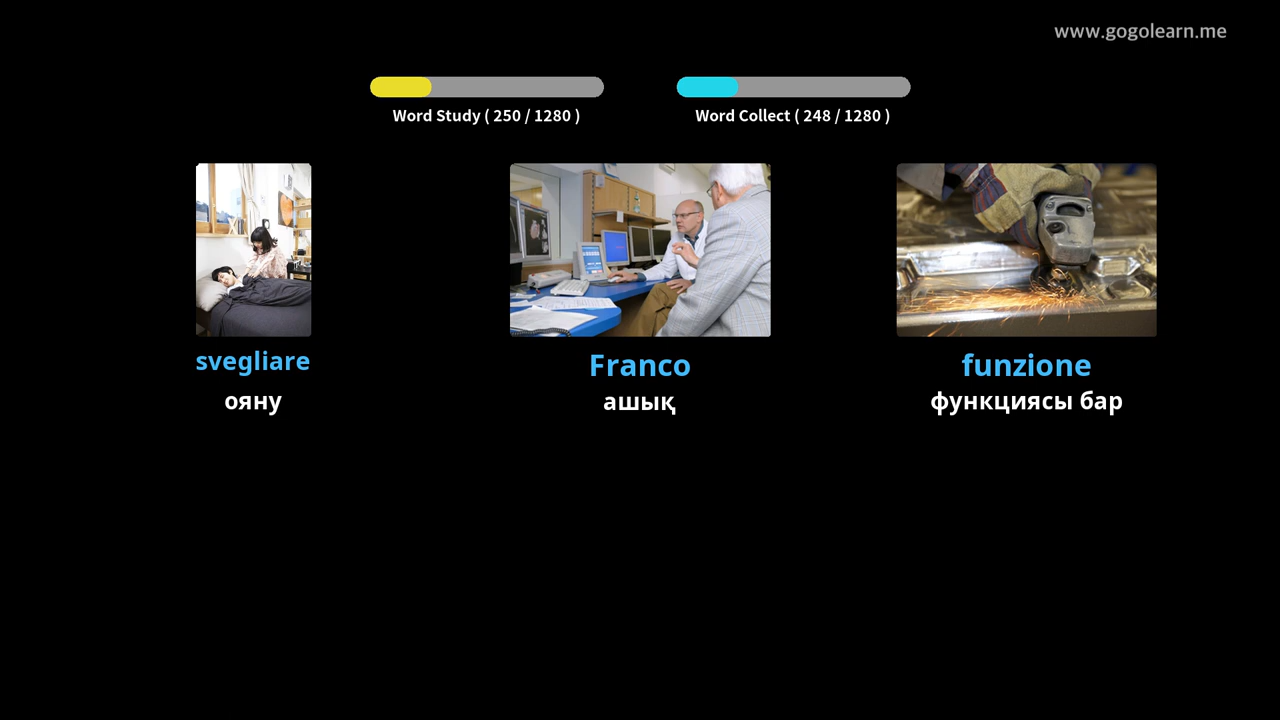 www.gogolearn.me
Word Study ( 250 / 1280 )
Word Collect ( 248 / 1280 )
svegliare
Franco
funzione
ояну
ашық
функциясы бар